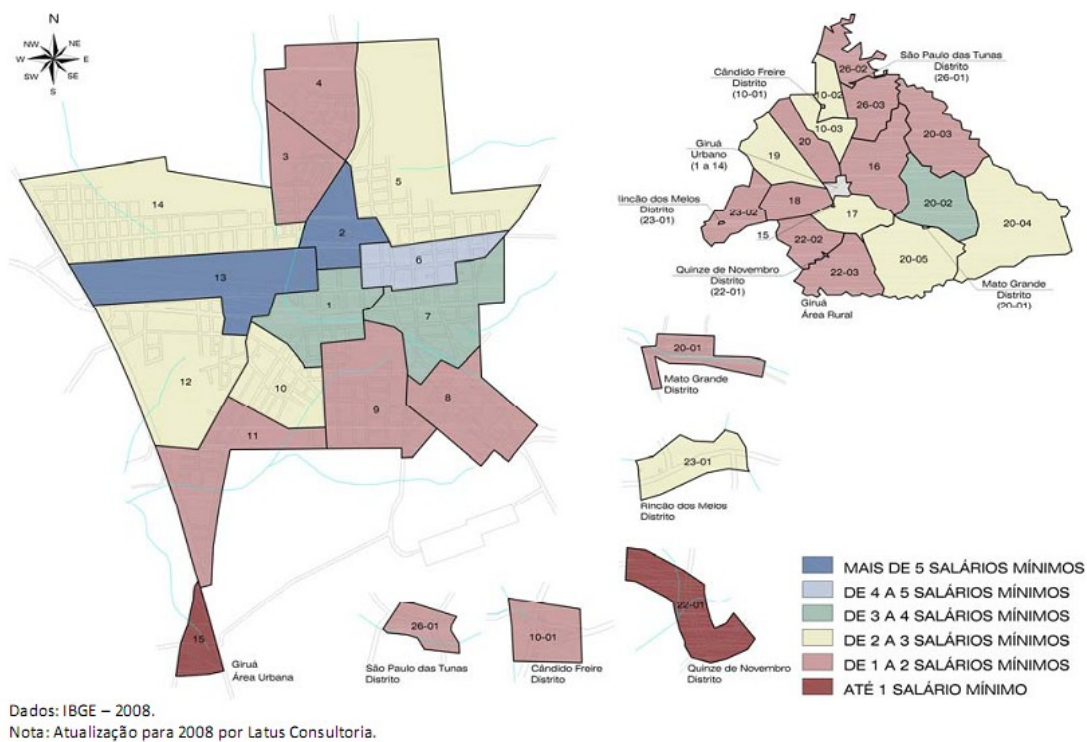 N
NW
NE
W
E
SW
SE
S
4
3
5
14
2
6
13
1
7
12
10
9
8
11
15
Giruá
Área Urbana
São Paulo das Tunas
Distrito
(26-01)
Cândido Freire
Distrito
(10-01)
26-02
10-02
26-03
10-03
20-03
Giruá
Urbano
(1 a 14)
20
19
16
18
17
20-02
20-04
Rincão dos Melos
Distrito
(23-01)
23-02
15
22-02
20-05
22-03
Quinze de Novembro
Distrito
(22-01)
Mato Grande
Distrito
(20-01)
Giruá
Área Rural
20-01
Mato Grande
Distrito
23-01
Rincão dos Melos
Distrito
22-01
Quinze de Novembro
Distrito
26-01
São Paulo das Tunas
Distrito
10-01
Cândido Freire
Distrito
MAIS DE 5 SALÁRIOS MÍNIMOS
DE 4 A 5 SALÁRIOS MÍNIMOS
DE 3 A 4 SALÁRIOS MÍNIMOS
DE 2 A 3 SALÁRIOS MÍNIMOS
DE 1 A 2 SALÁRIOS MÍNIMOS
ATÉ 1 SALÁRIO MÍNIMO
Dados: IBGE – 2008.
Nota: Atualização para 2008 por Latus Consultoria.